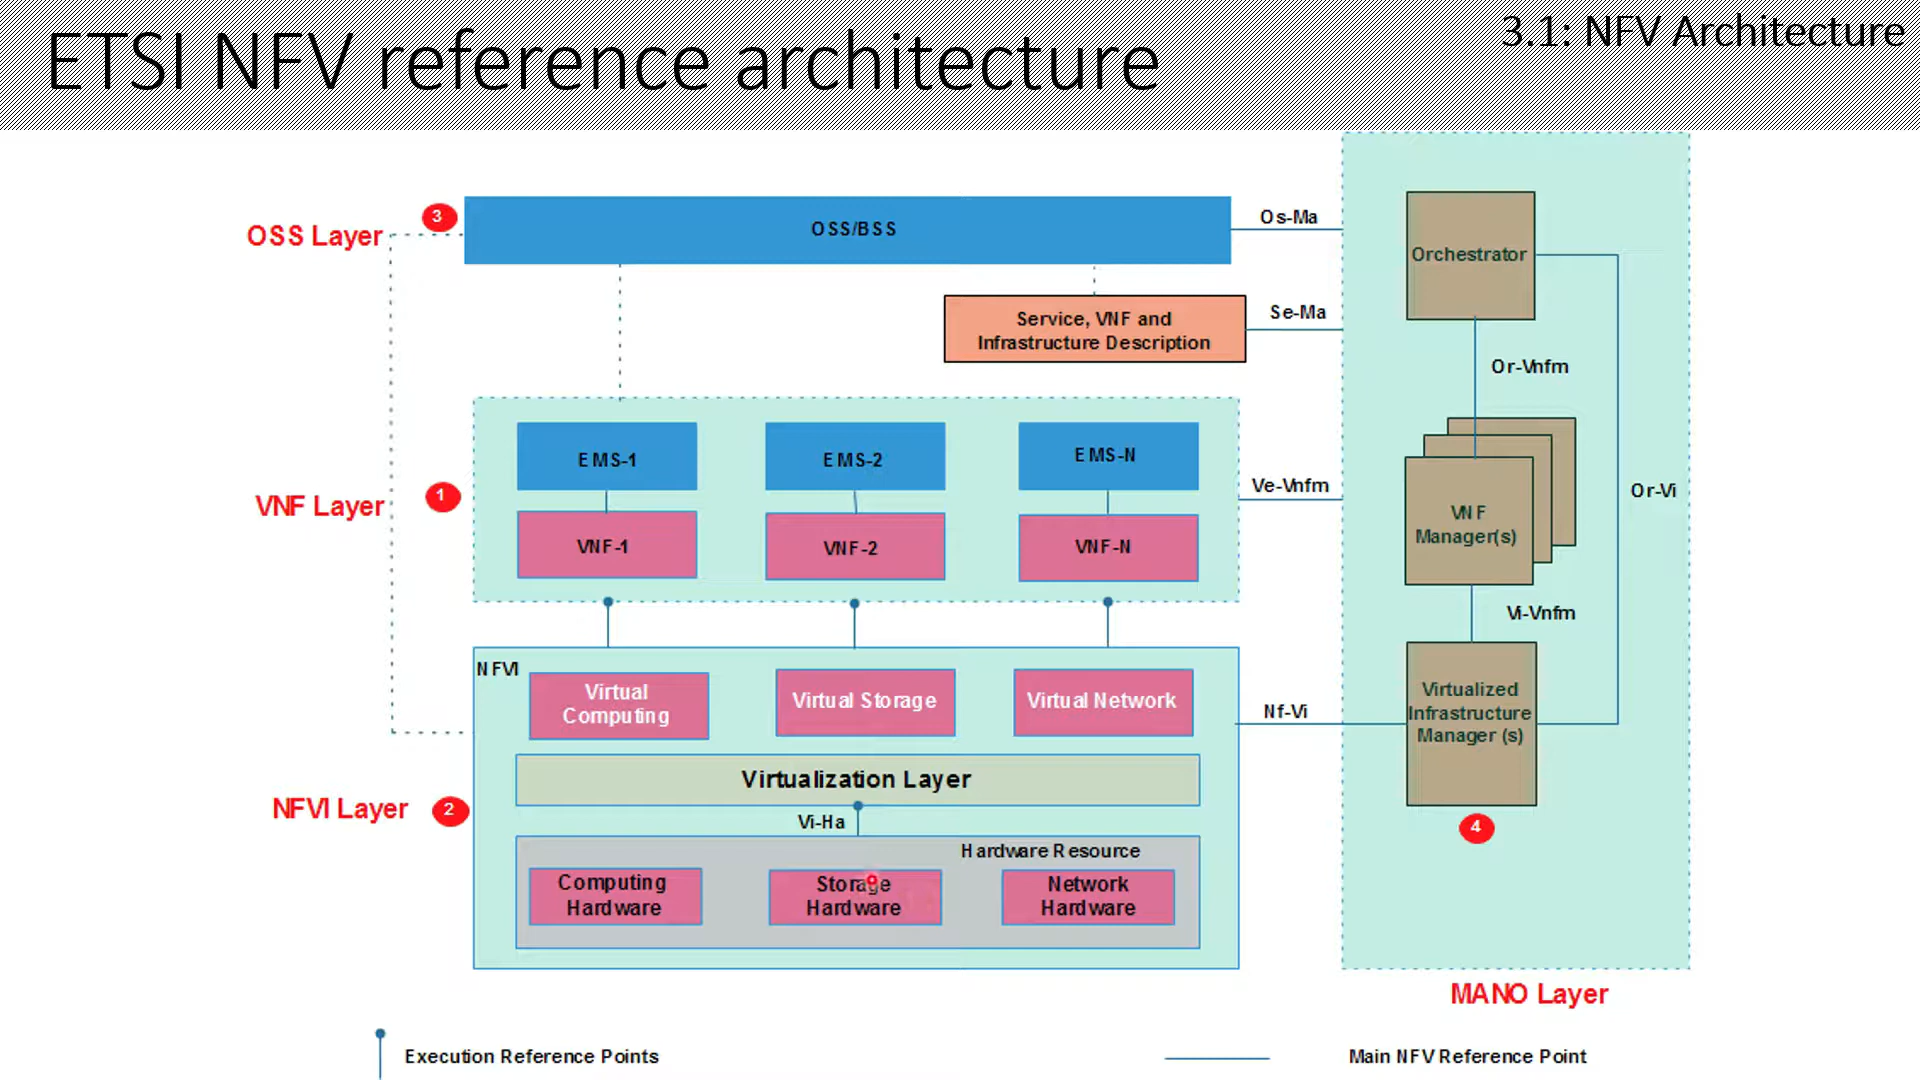 ETSI NFV reference architecture
3.1: NFV Architecture
OSS Layer
3
OSS/BSS
Os-Ma
Orchestrator
Service, VNF and
Infrastructure Description
Se-Ma
Or-Vnfm
VNF Layer
1
EMS-1
EMS-2
EMS-N
VNF-1
VNF-2
VNF-N
Ve-Vnfm
VNF
Manager(s)
Or-Vi
Vi-Vnfm
NFVI
Virtual
Computing
Virtual Storage
Virtual Network
Nf-Vi
Virtualized
Infrastructure
Manager (s)
Virtualization Layer
NFVI Layer
2
Vi-Ha
4
Hardware Resource
Computing
Hardware
Storage
Hardware
Network
Hardware
MANO Layer
Execution Reference Points
Main NFV Reference Point